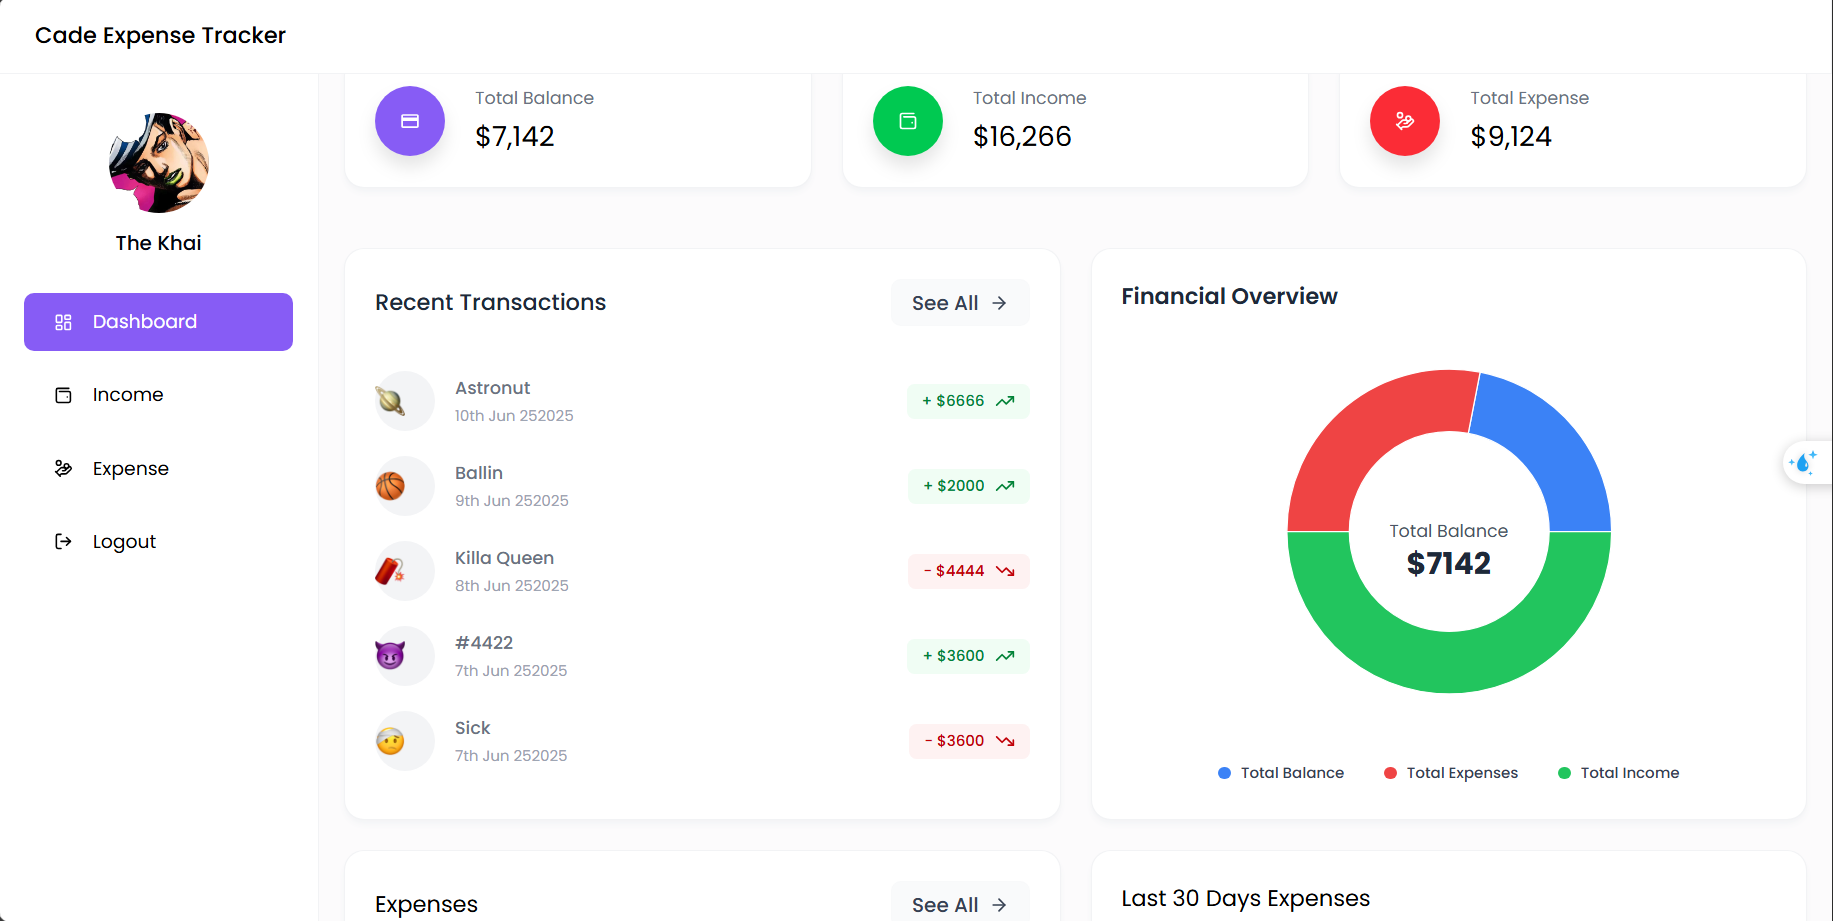 Cade Expense Tracker
The Khai
Dashboard
Income
Expense
Logout
Total Balance
$7,142
Total Income
$16,266
Total Expense
$9,124
Recent Transactions
See All
Astronut
10th Jun 252025
+ $6666
Ballin
9th Jun 252025
+ $2000
Killa Queen
8th Jun 252025
- $4444
#4422
7th Jun 252025
+ $3600
Sick
7th Jun 252025
- $3600
Financial Overview
Total Balance
$7142
Total Balance
Total Expenses
Total Income
Expenses
See All
Last 30 Days Expenses